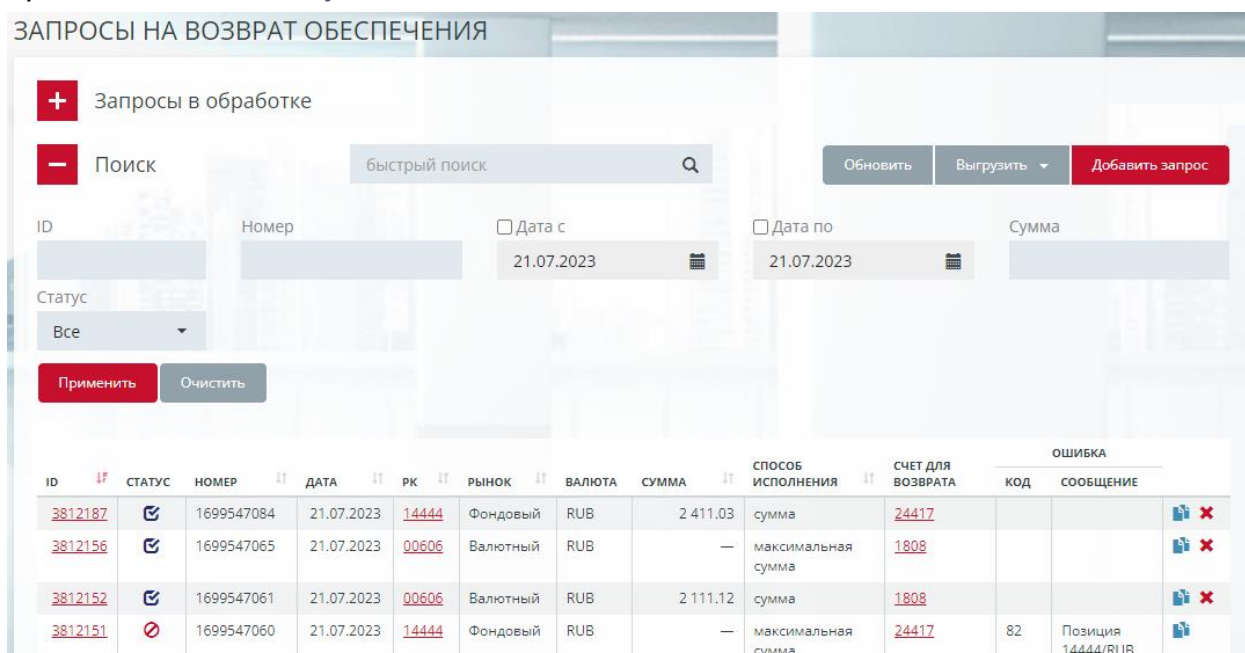 ЗАПРОСЫ НА ВОЗВРАТ ОБЕСПЕЧЕНИЯ
Запросы в обработке
Поиск быстрый поиск Обновить Выгрузить Добавить запрос
ID Номер Дата с Дата по Сумма
21.07.2023 21.07.2023
Статус
Все
Применить Очистить
ОШИБКА
ID СТАТУС НОМЕР ДАТА РК РЫНОК ВАЛЮТА СУММА СПОСОБ ИСПОЛНЕНИЯ СЧЕТ ДЛЯ ВОЗВРАТА КОД СООБЩЕНИЕ
3812187 1699547084 21.07.2023 14444 Фондовый RUB 2 411.03 сумма 24417
3812156 1699547065 21.07.2023 00606 Валютный RUB — максимальная 1808
сумма
3812152 1699547061 21.07.2023 00606 Валютный RUB 2 111.12 сумма 1808
3812151 1699547060 21.07.2023 14444 Фондовый RUB — максимальная 24417 82 Позиция
сумма 14444/RUB